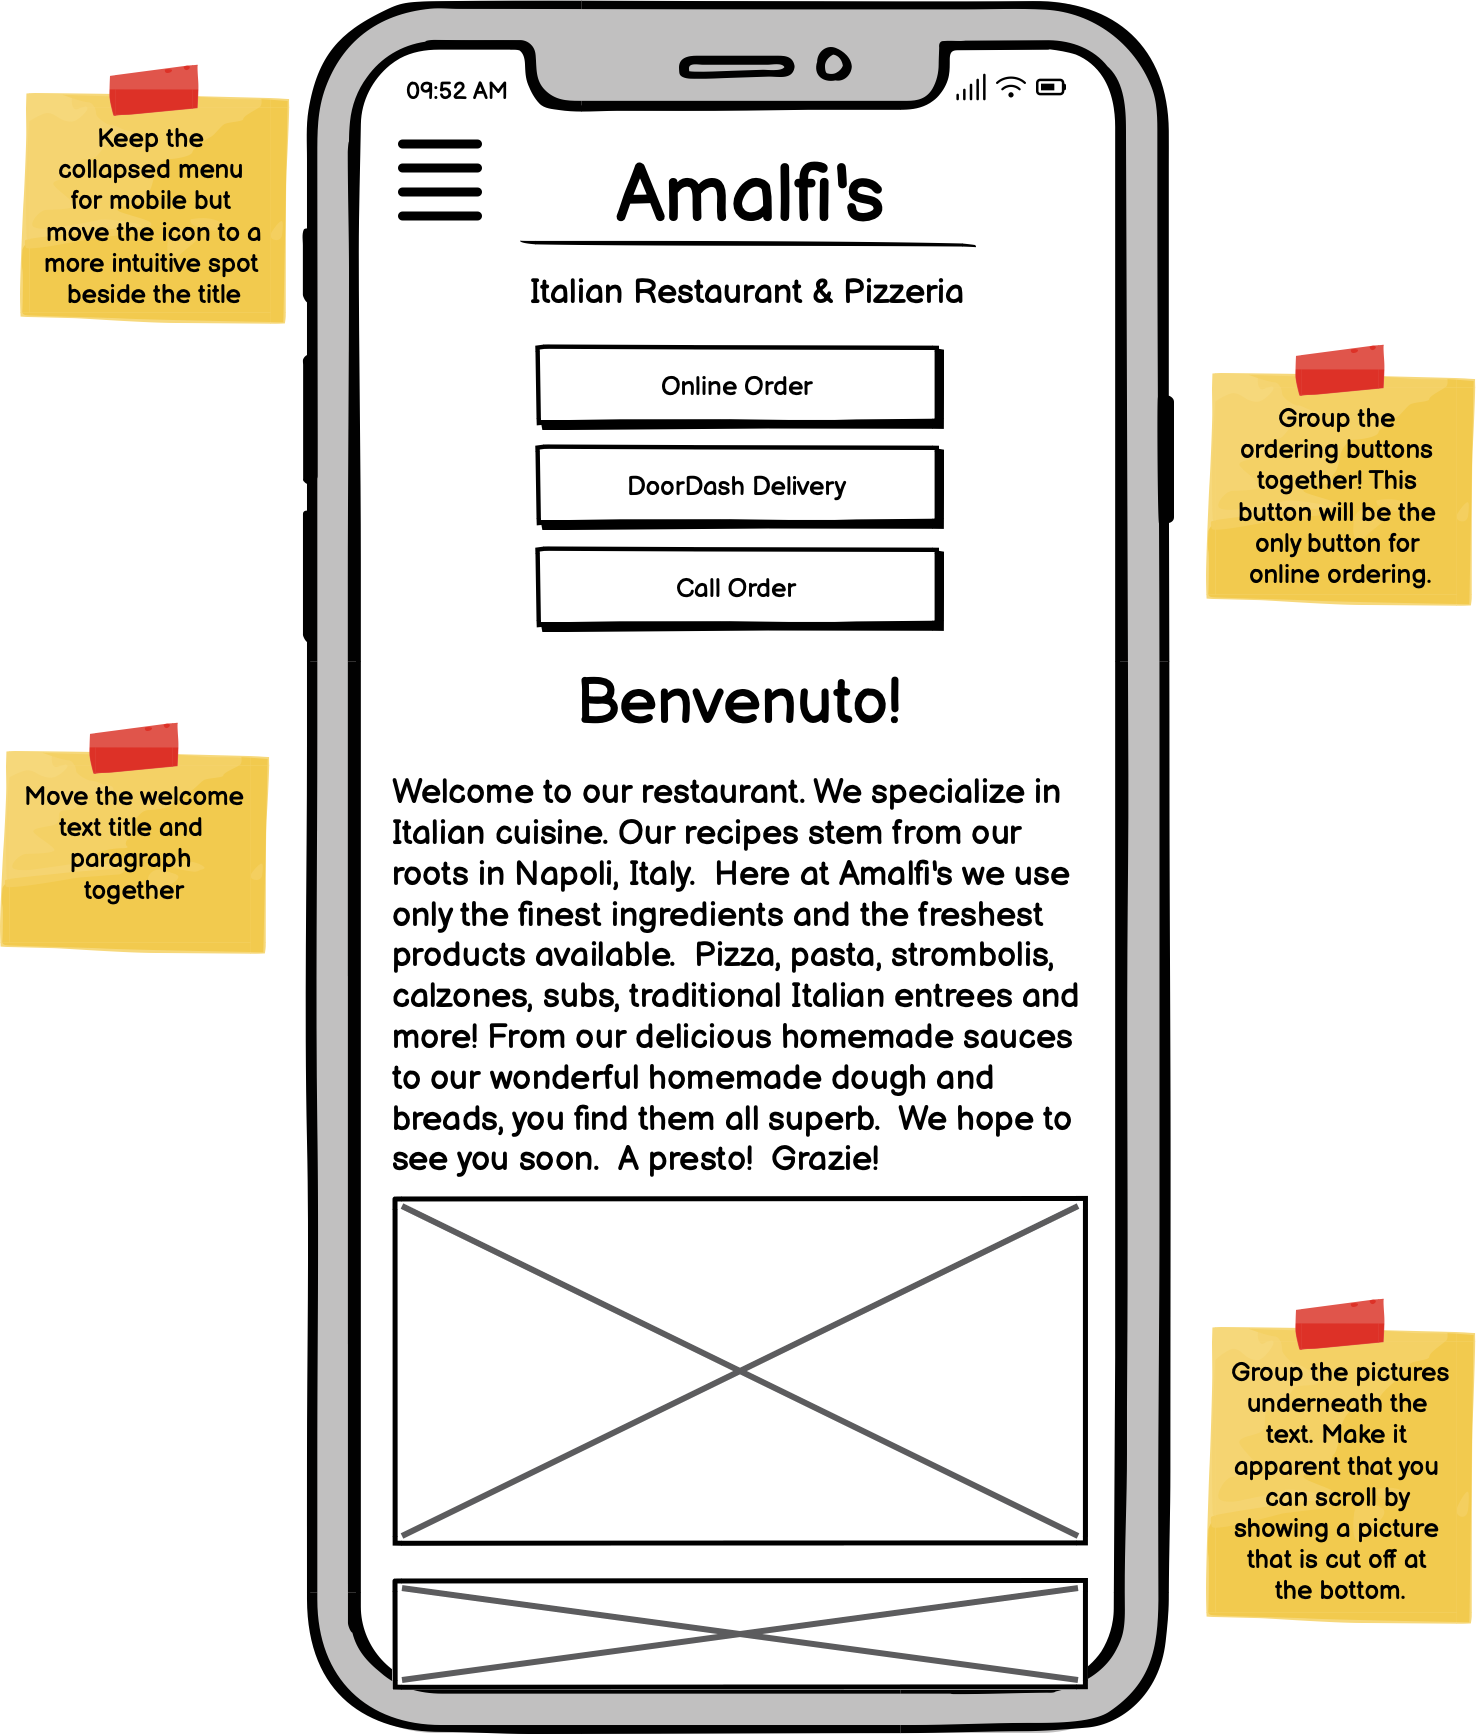 09:52 AM
Keep the
collapsed menu
for mobile but
move the icon to a
more intuitive spot
beside the title
Amalfi's
Italian Restaurant & Pizzeria
Online Order
DoorDash Delivery
Call Order
Group the
ordering buttons
together! This
button will be the
only button for
online ordering.
Benvenuto!
Move the welcome
text title and
paragraph
together
Welcome to our restaurant. We specialize in
Italian cuisine. Our recipes stem from our
roots in Napoli, Italy.  Here at Amalfi's we use
only the finest ingredients and the freshest
products available.  Pizza, pasta, strombolis,
calzones, subs, traditional Italian entrees and
more! From our delicious homemade sauces
to our wonderful homemade dough and
breads, you find them all superb.  We hope to
see you soon.  A presto!  Grazie!
Group the pictures
underneath the
text. Make it
apparent that you
can scroll by
showing a picture
that is cut off at
the bottom.